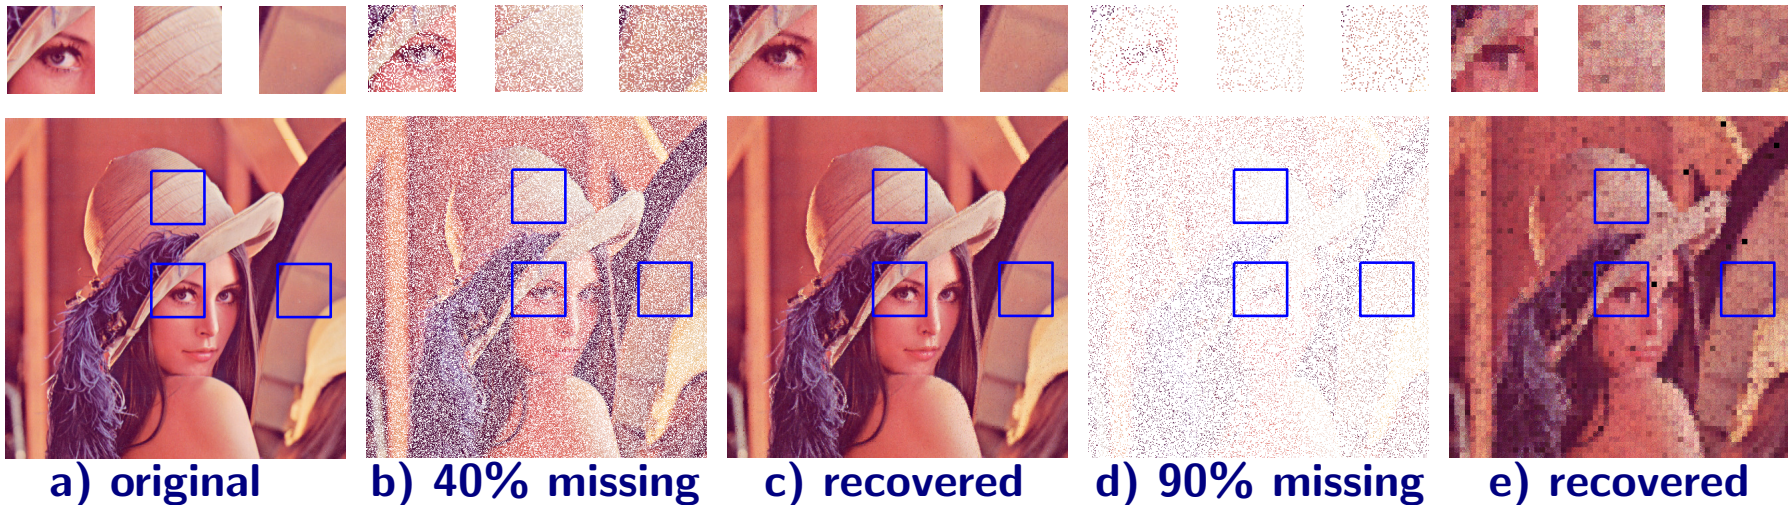 a) original b) 40% missing c) recovered d) 90% missing e) recovered